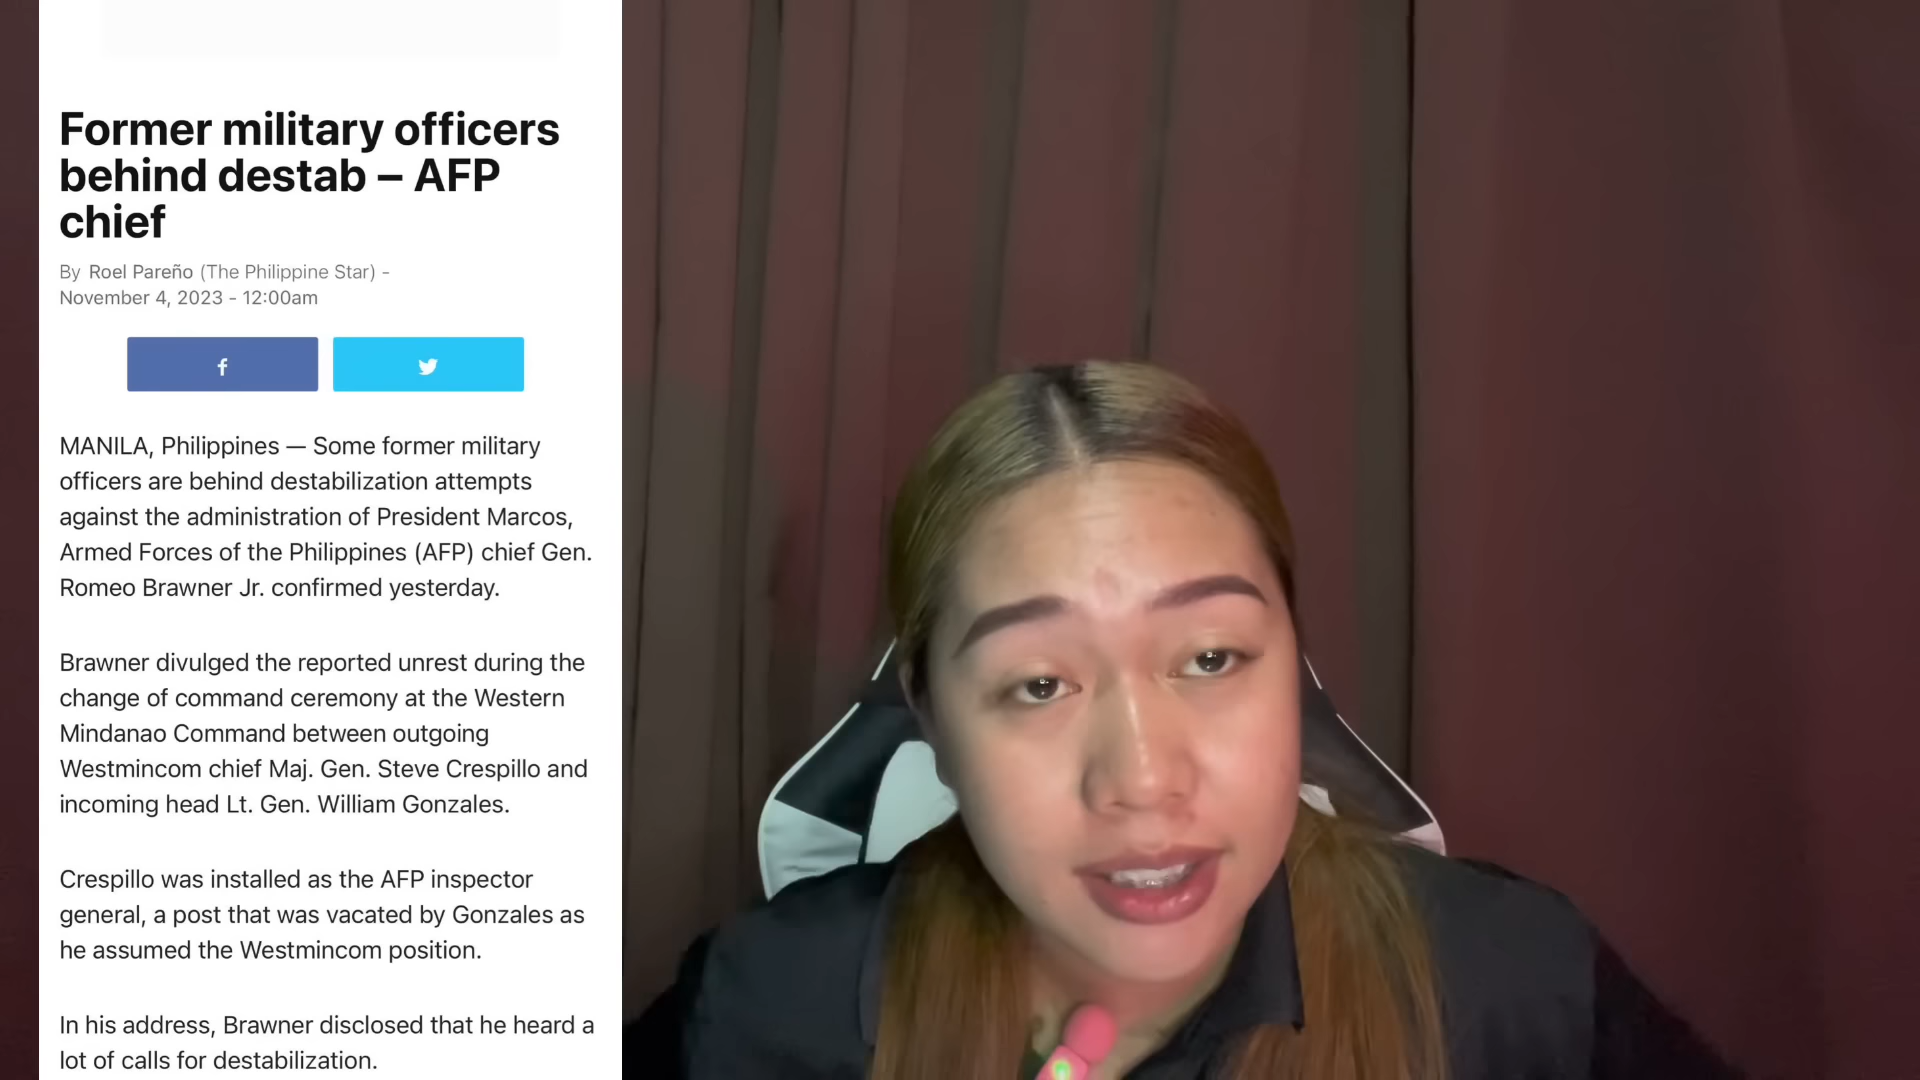 Former military officers
behind destab – AFP
chief
By Roel Pareño (The Philippine Star) -
November 4, 2023 - 12:00am
f
MANILA, Philippines — Some former military
officers are behind destabilization attempts
against the administration of President Marcos,
Armed Forces of the Philippines (AFP) chief Gen.
Romeo Brawner Jr. confirmed yesterday.
Brawner divulged the reported unrest during the
change of command ceremony at the Western
Mindanao Command between outgoing
Westmincom chief Maj. Gen. Steve Crespillo and
incoming head Lt. Gen. William Gonzales.
Crespillo was installed as the AFP inspector
general, a post that was vacated by Gonzales as
he assumed the Westmincom position.
In his address, Brawner disclosed that he heard a
lot of calls for destabilization.